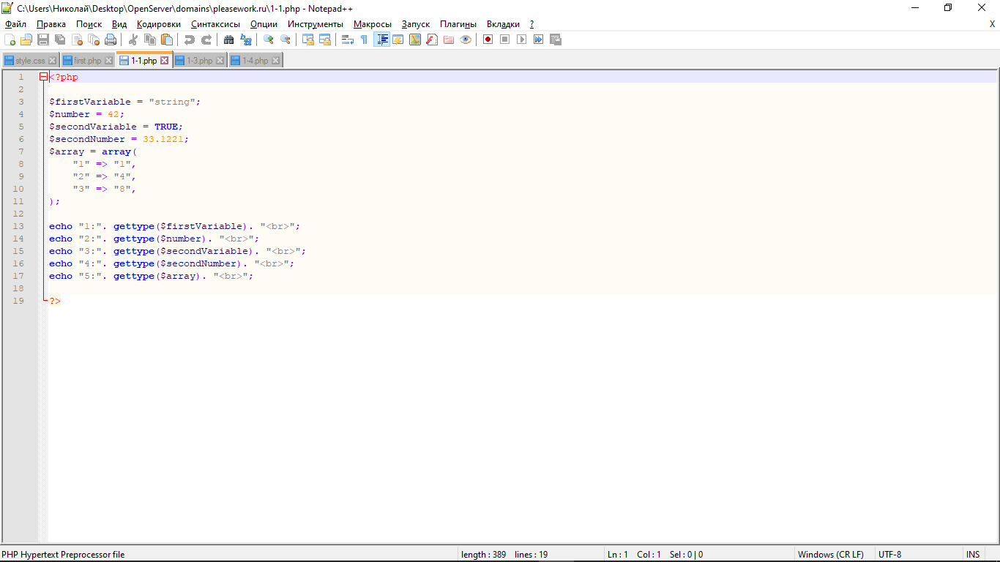 C:\Users\Николай\Desktop\OpenServer\domains\pleasework.ru\1-1.php - Notepad++
Файл Правка Поиск Вид Кодировки Синтаксисы Опции Инструменты Макросы Запуск Плагины Вкладки ? X
style.css first.php 1-1.php 1-3.php 1-4.php
1 <?php
2
3 $firstVariable = "string";
4 $number = 42;
5 $secondVariable = TRUE;
6 $secondNumber = 33.1221;
7 $array = array(
8 "1" => "1",
9 "2" => "4",
10 "3" => "8",
11 );
12
13 echo "1:". gettype($firstVariable). "<br>";
14 echo "2:". gettype($number). "<br>";
15 echo "3:". gettype($secondVariable). "<br>";
16 echo "4:". gettype($secondNumber). "<br>";
17 echo "5:". gettype($array). "<br>";
18
19 ?>
PHP Hypertext Preprocessor file length : 389 lines : 19 Ln : 1 Col : 1 Sel : 0 | 0 Windows (CR LF) UTF-8 INS